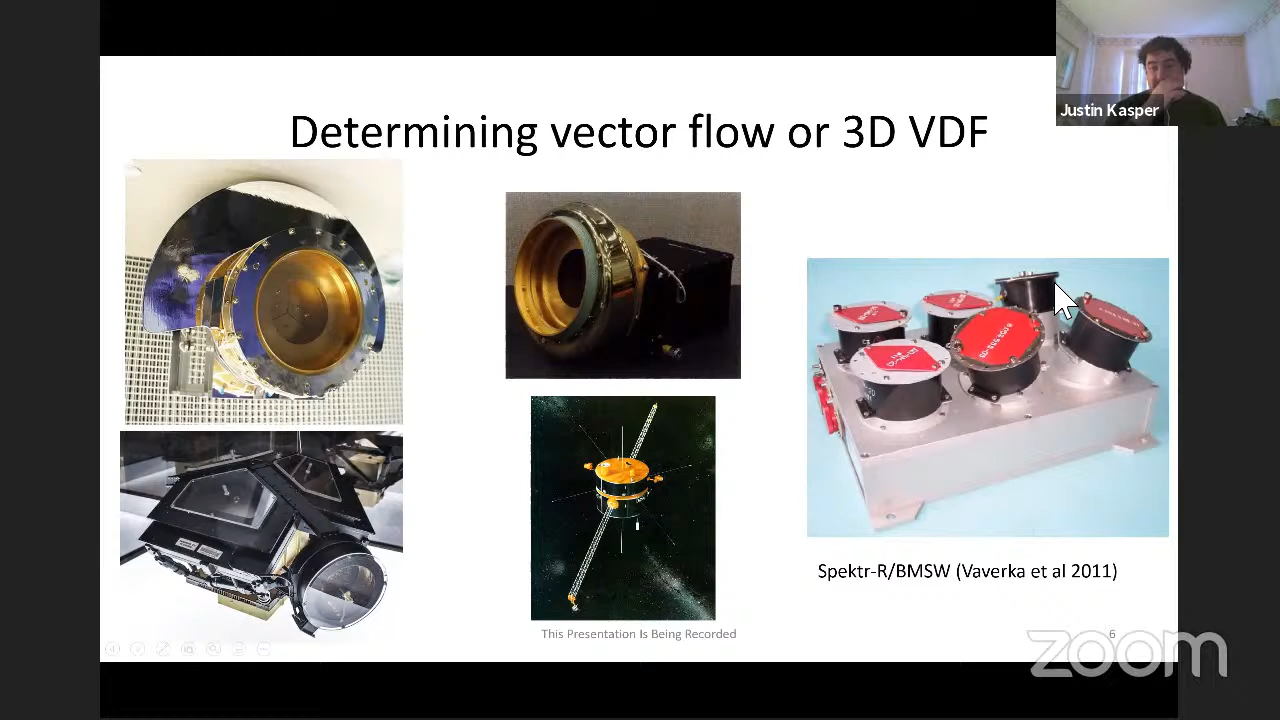 Justin Kasper
Determining vector flow or 3D VDF
Spektr-R/BMSW (Vaverka et al 2011)
This Presentation Is Being Recorded
6
zoom